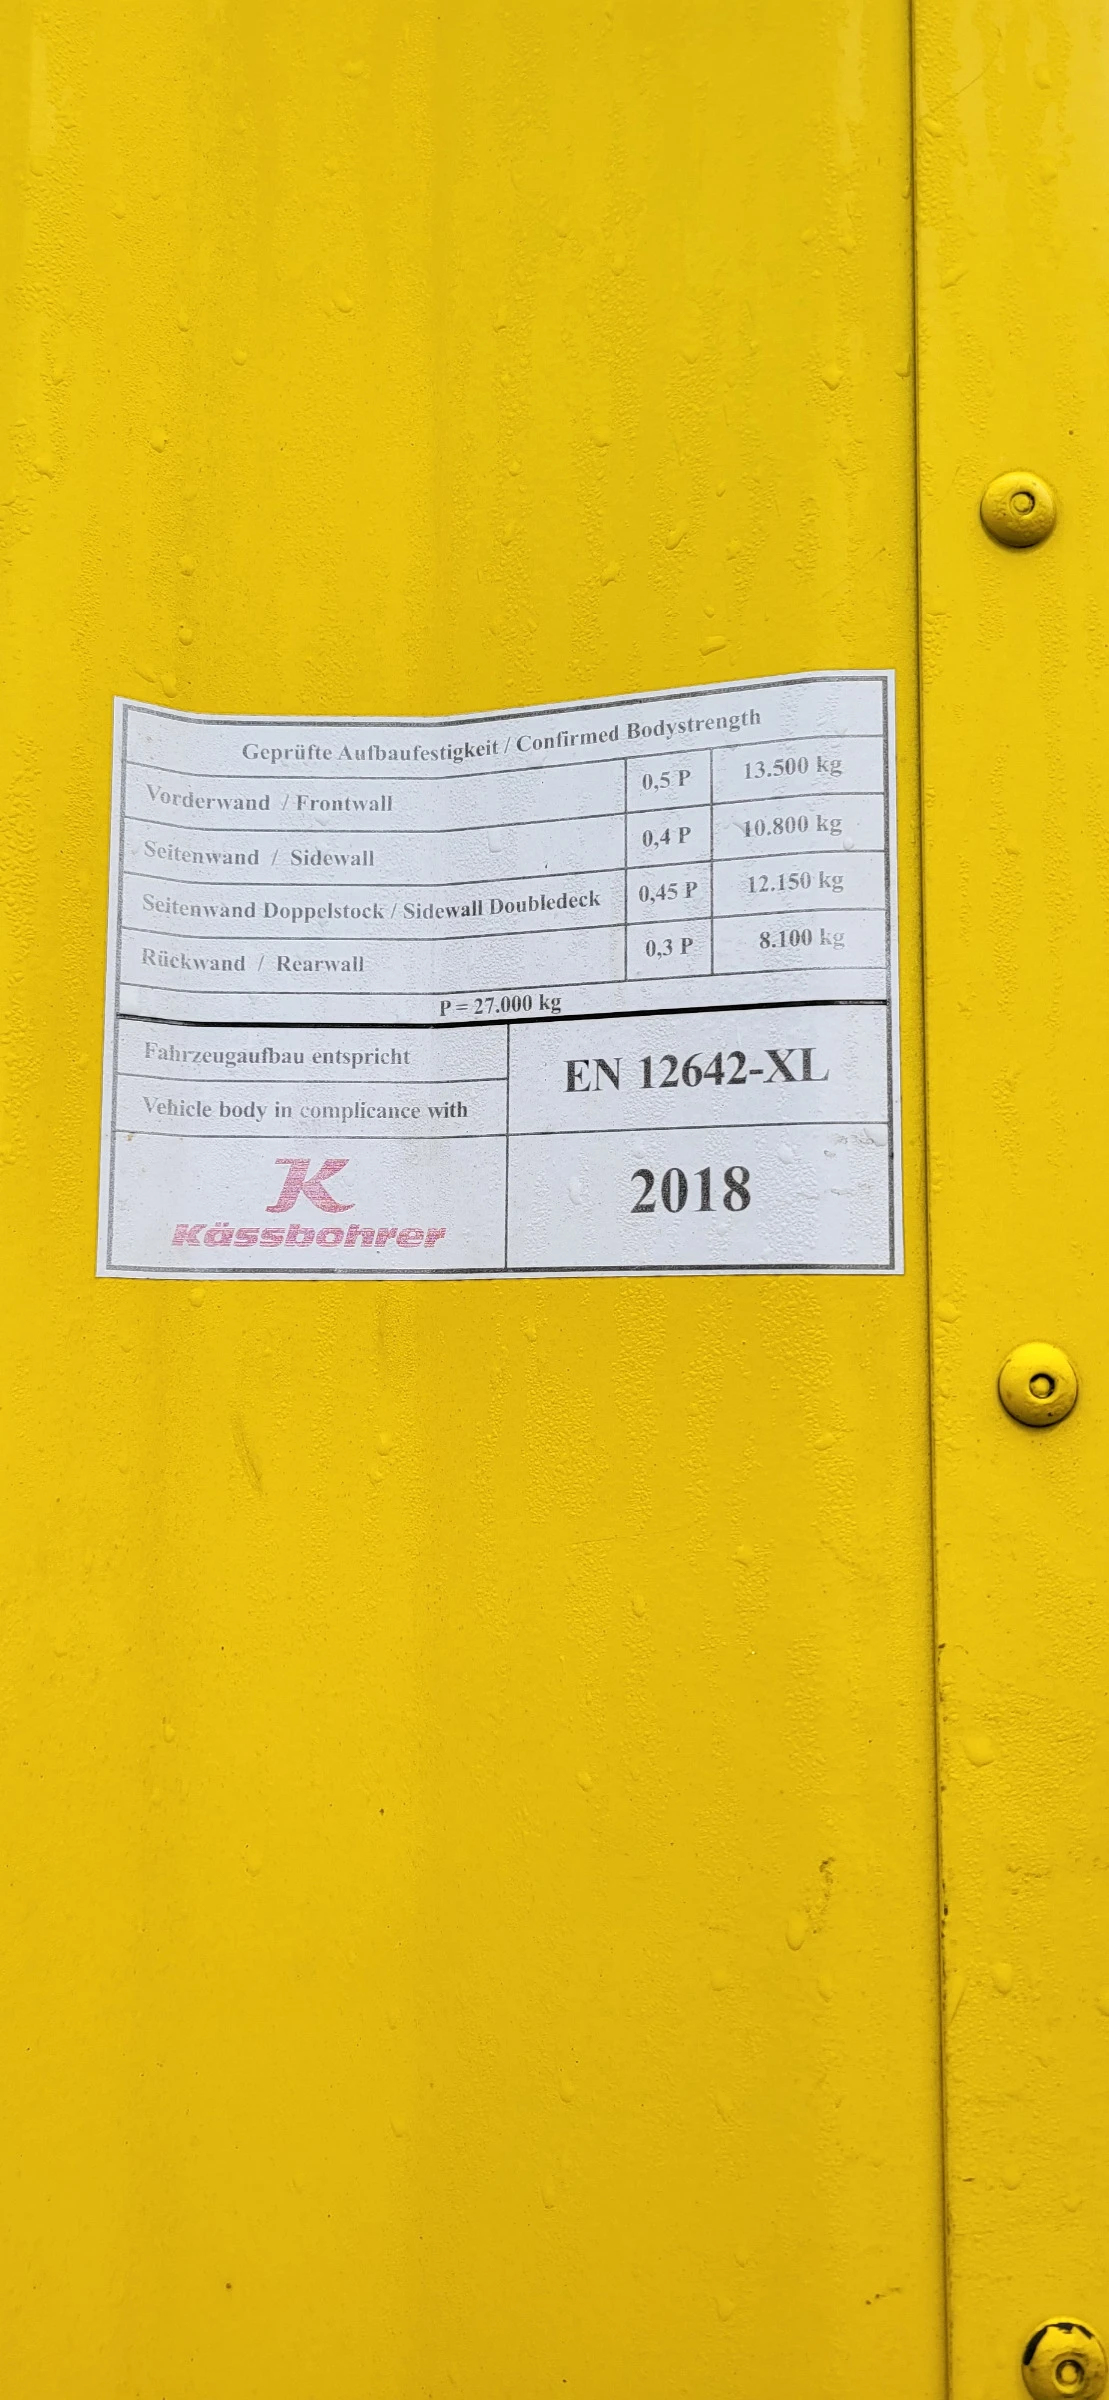 Geprüfte Aufbaufestigkeit / Confirmed Bodystrength
Vorderwand / Frontwall 0,5 P 13.500 kg
Seitenwand / Sidewall 0,4 P 10.800 kg
Seitenwand Doppelstock / Sidewall Doubledeck 0,45 P 12.150 kg
Rückwand / Rearwall 0,3 P 8.100 kg
P = 27.000 kg
Fahrzeugaufbau entspricht
Vehicle body in complicance with
EN 12642-XL
K
Kässbohrer
2018